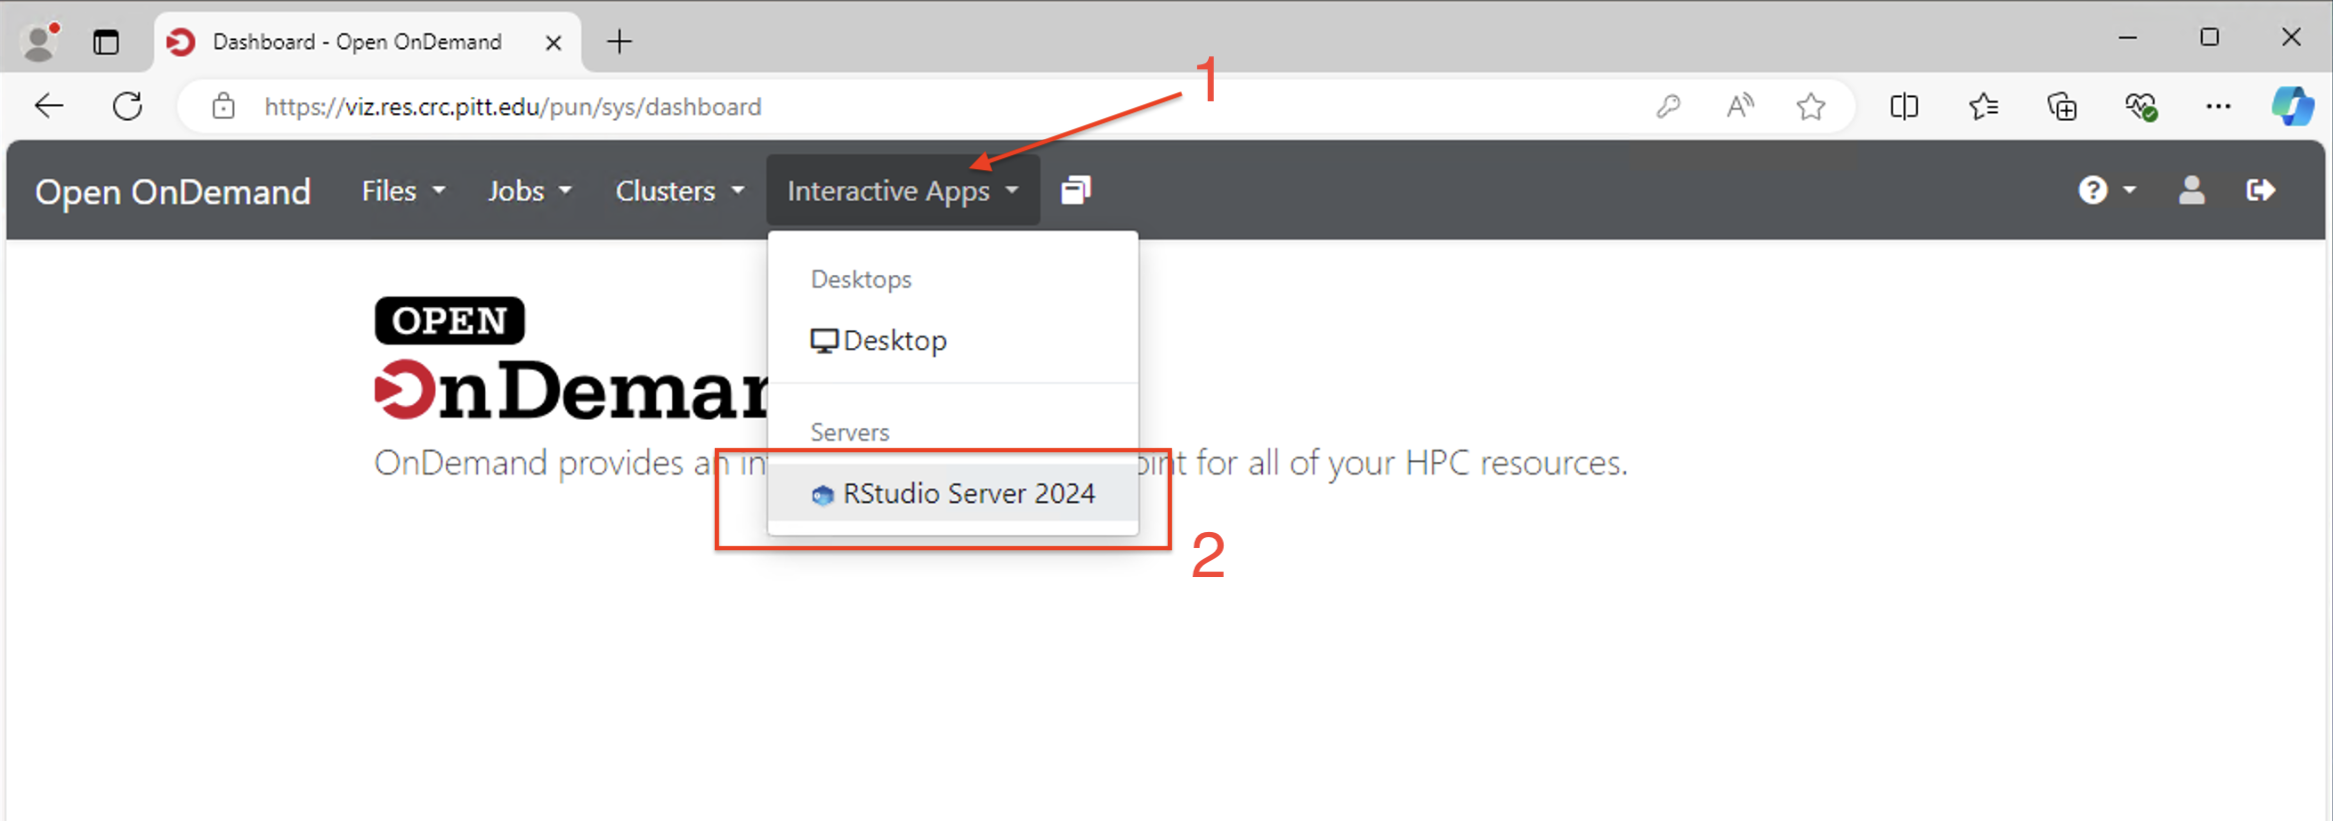 Dashboard - Open OnDemand
1
https://viz.res.crc.pitt.edu/pun/sys/dashboard
Open OnDemand Files Jobs Clusters Interactive Apps
Desktops
OPEN
Desktop
OnDemar
Servers
OnDemand provides an in oint for all of your HPC resources.
RStudio Server 2024
2